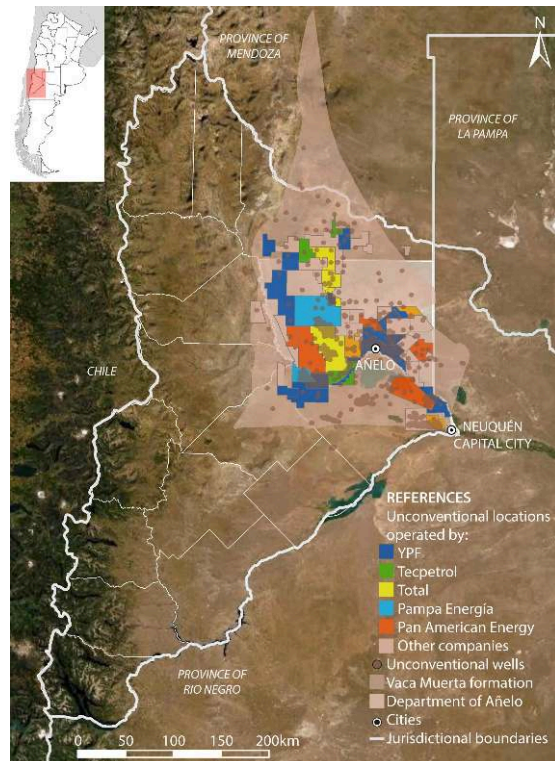 PROVINCE OF
MENDOZA
N
PROVINCE OF
LA PAMPA
CHILE
AÑELO
NEUQUÉN
CAPITAL CITY
REFERENCES
Unconventional locations
operated by:
YPF
Tecpetrol
Total
Pampa Energía
Pan American Energy
Other companies
Unconventional wells
Vaca Muerta formation
Department of Añelo
Cities
Jurisdictional boundaries
PROVINCE OF
RIO NEGRO
0 50 100 150 200km